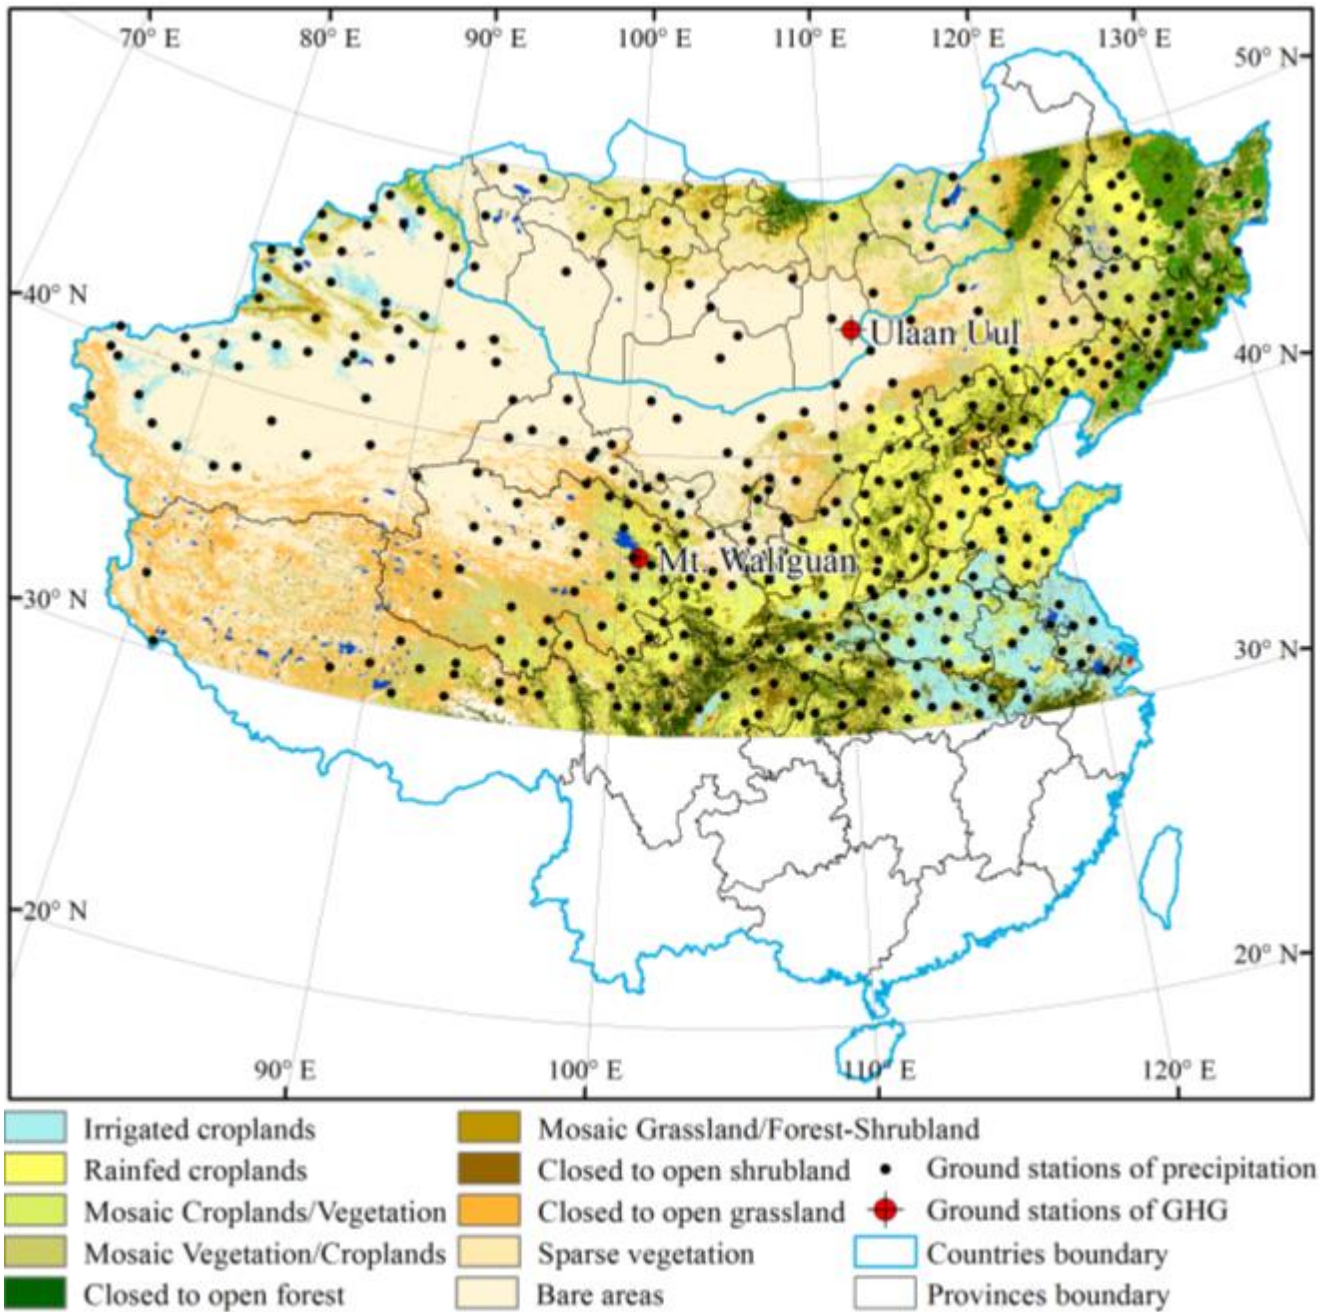 70° E 80° E 90° E 100° E 110° E 120° E 130° E
50° N
40° N
Ulaan Uul
40° N
Mt. Waliguan
30° N
30° N
20° N
20° N
90° E 100° E 110° E 120° E
Irrigated croplands Mosaic Grassland/Forest-Shrubland
Rainfed croplands Closed to open shrubland Ground stations of precipitation
Mosaic Croplands/Vegetation Closed to open grassland Ground stations of GHG
Mosaic Vegetation/Croplands Sparse vegetation Countries boundary
Closed to open forest Bare areas Provinces boundary